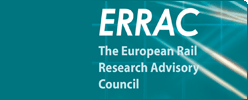 ERRAC
The European Rail
Research Advisory
Council